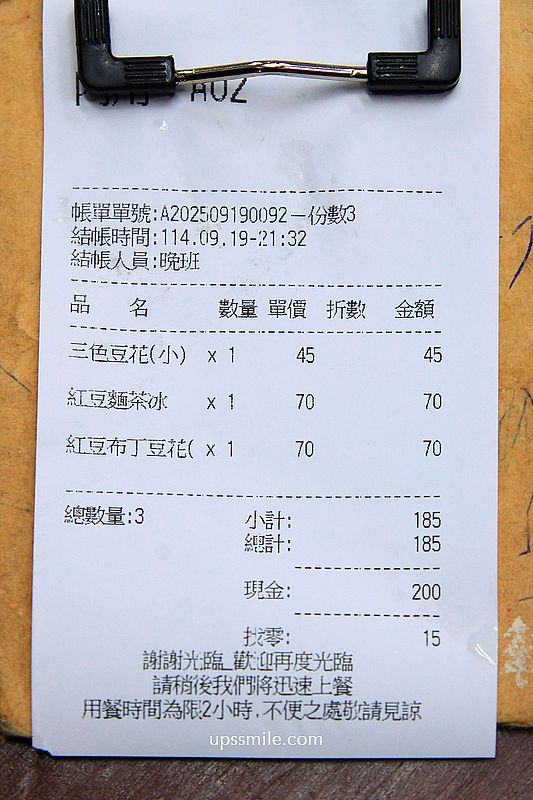 A02
帳單單號:A202509190092－份數3
結帳時間:114.09.19-21:32
結帳人員:晚班
品 名 數量 單價 折數 金額
三色豆花(小) x 1 45 45
紅豆麵茶冰 x 1 70 70
紅豆布丁豆花( x 1 70 70
總數量:3 小計: 185
總計: 185
現金: 200
找零: 15
謝謝光臨_歡迎再度光臨
請稍後我們將迅速上餐
用餐時間為限2小時,不便之處敬請見諒
upssmile.com